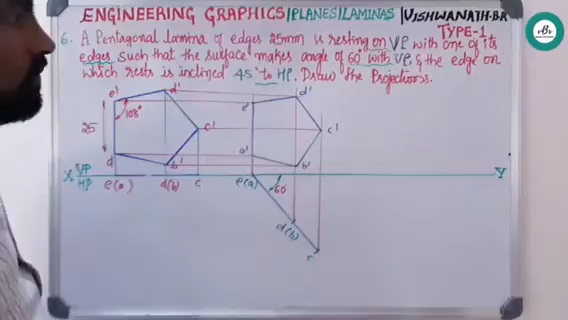 ENGINEERING GRAPHICS/PLANES/LAMINAS/VISHWANATH·BR
TYPE-1
6. A Pentagonal Lamina of edges 25mm is resting on VP with one of its
edges such that the surface makes angle of 60° with VP, & the edge on
which rests is inclined 45° to HP. Draw the Projections.
e' d' e' d'
108°
25 c' c'
a' b' a' b'
X VP Y
HP e(a) d(b) c e(a) 60°
d(b)
c